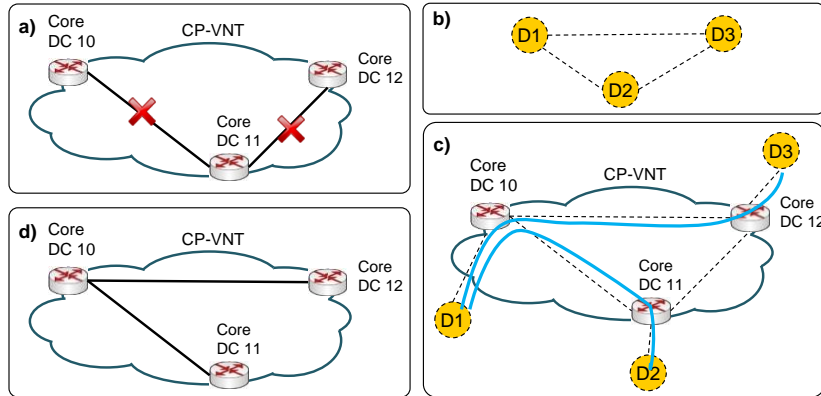 a)
Core
DC 10
CP-VNT
Core
DC 12
Core
DC 11
b)
D1
D3
D2
c)
D3
Core
DC 10
CP-VNT
Core
DC 12
Core
DC 11
D1
D2
d)
Core
DC 10
CP-VNT
Core
DC 12
Core
DC 11